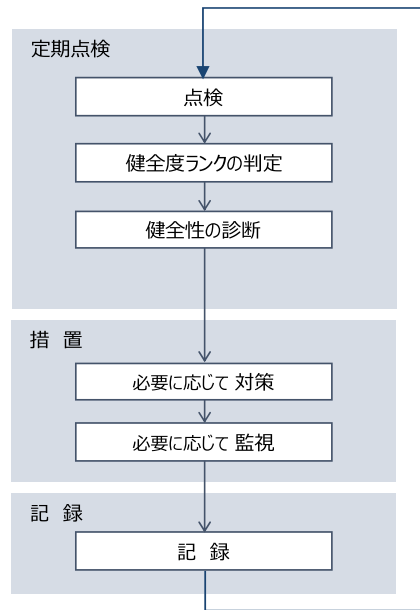 定期点検
点検
健全度ランクの判定
健全性の診断
措 置
必要に応じて 対策
必要に応じて 監視
記 録
記 録